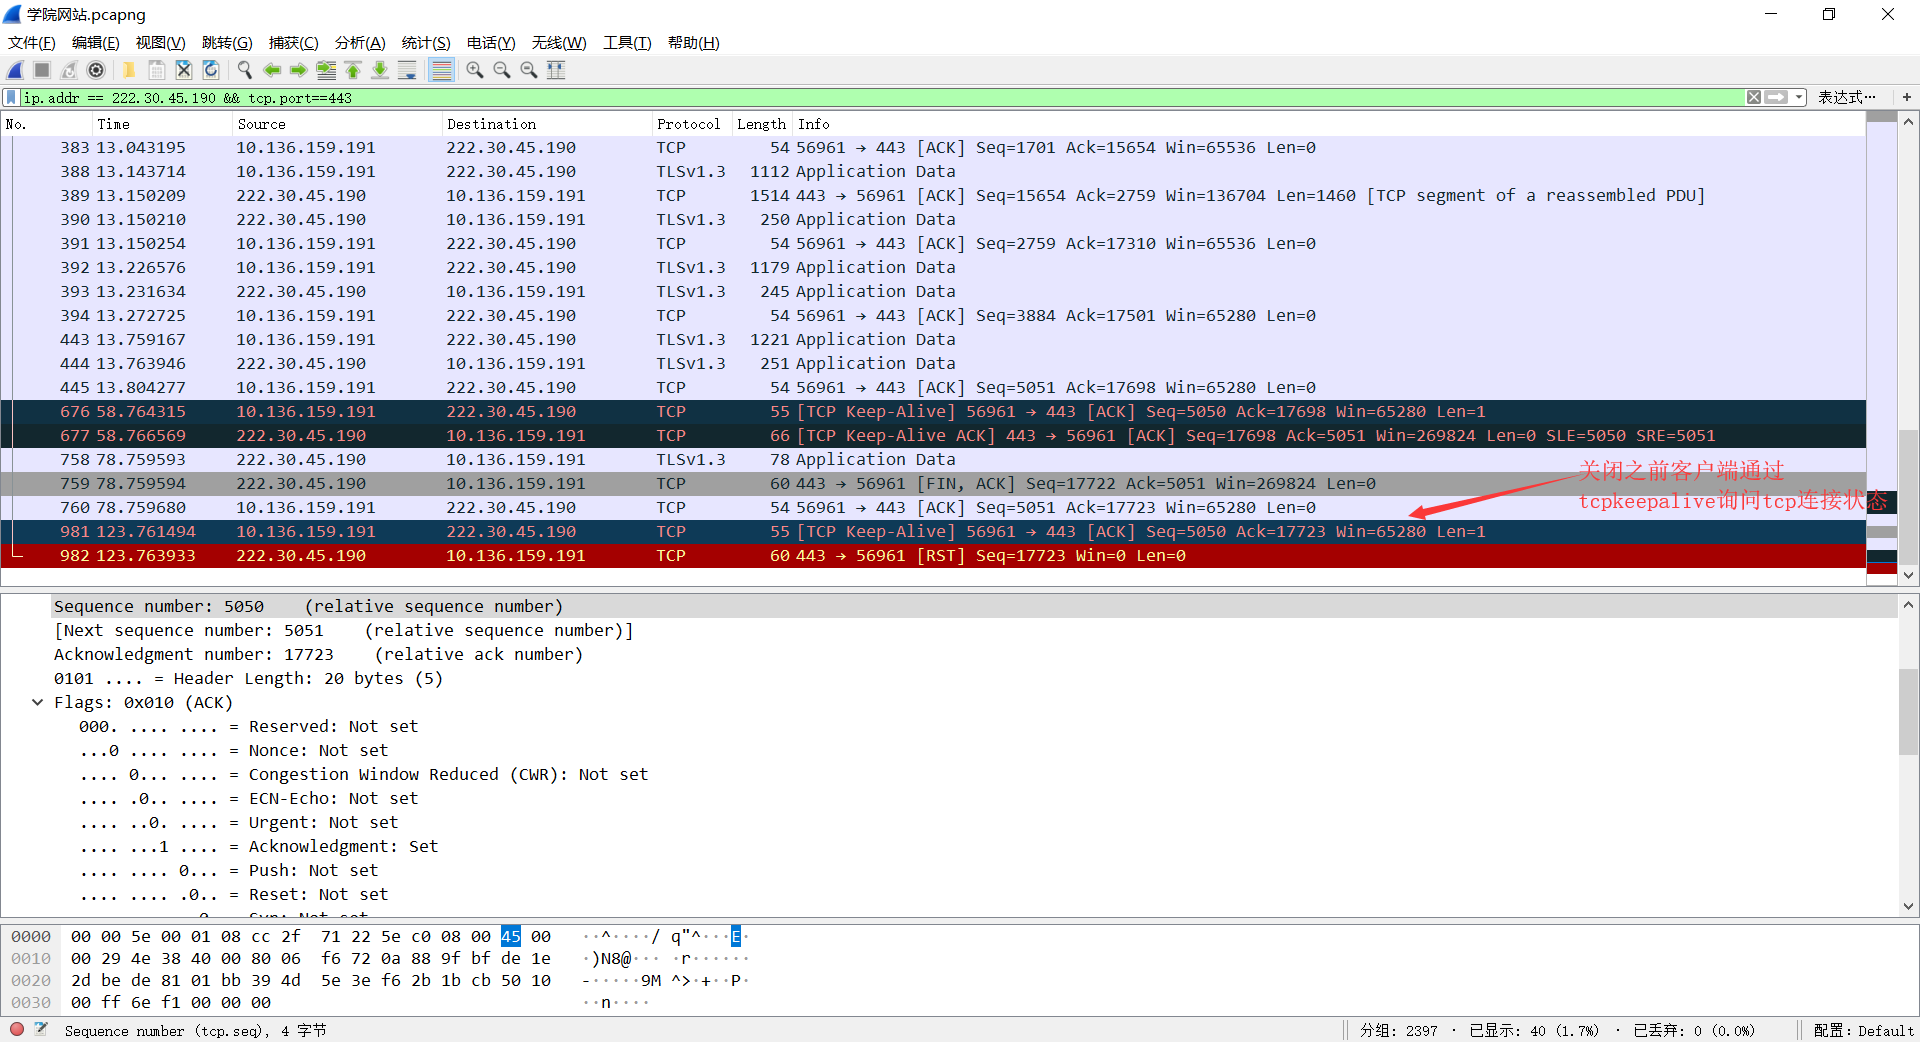 学院网站.pcapng
文件(F) 编辑(E) 视图(V) 跳转(G) 捕获(C) 分析(A) 统计(S) 电话(Y) 无线(W) 工具(T) 帮助(H)
ip.addr == 222.30.45.190 && tcp.port==443 表达式… +
No. Time Source Destination Protocol Length Info
383 13.043195 10.136.159.191 222.30.45.190 TCP 54 56961 → 443 [ACK] Seq=1701 Ack=15654 Win=65536 Len=0
388 13.143714 10.136.159.191 222.30.45.190 TLSv1.3 1112 Application Data
389 13.150209 222.30.45.190 10.136.159.191 TCP 1514 443 → 56961 [ACK] Seq=15654 Ack=2759 Win=136704 Len=1460 [TCP segment of a reassembled PDU]
390 13.150210 222.30.45.190 10.136.159.191 TLSv1.3 250 Application Data
391 13.150254 10.136.159.191 222.30.45.190 TCP 54 56961 → 443 [ACK] Seq=2759 Ack=17310 Win=65536 Len=0
392 13.226576 10.136.159.191 222.30.45.190 TLSv1.3 1179 Application Data
393 13.231634 222.30.45.190 10.136.159.191 TLSv1.3 245 Application Data
394 13.272725 10.136.159.191 222.30.45.190 TCP 54 56961 → 443 [ACK] Seq=3884 Ack=17501 Win=65280 Len=0
443 13.759167 10.136.159.191 222.30.45.190 TLSv1.3 1221 Application Data
444 13.763946 222.30.45.190 10.136.159.191 TLSv1.3 251 Application Data
445 13.804277 10.136.159.191 222.30.45.190 TCP 54 56961 → 443 [ACK] Seq=5051 Ack=17698 Win=65280 Len=0
676 58.764315 10.136.159.191 222.30.45.190 TCP 55 [TCP Keep-Alive] 56961 → 443 [ACK] Seq=5050 Ack=17698 Win=65280 Len=1
677 58.766569 222.30.45.190 10.136.159.191 TCP 66 [TCP Keep-Alive ACK] 443 → 56961 [ACK] Seq=17698 Ack=5051 Win=269824 Len=0 SLE=5050 SRE=5051
758 78.759593 222.30.45.190 10.136.159.191 TLSv1.3 78 Application Data
759 78.759594 222.30.45.190 10.136.159.191 TCP 60 443 → 56961 [FIN, ACK] Seq=17722 Ack=5051 Win=269824 Len=0
760 78.759680 10.136.159.191 222.30.45.190 TCP 54 56961 → 443 [ACK] Seq=5051 Ack=17723 Win=65280 Len=0
981 123.761494 10.136.159.191 222.30.45.190 TCP 55 [TCP Keep-Alive] 56961 → 443 [ACK] Seq=5050 Ack=17723 Win=65280 Len=1
982 123.763933 222.30.45.190 10.136.159.191 TCP 60 443 → 56961 [RST] Seq=17723 Win=0 Len=0
关闭之前客户端通过
tcpkeepalive询问tcp连接状态
Sequence number: 5050 (relative sequence number)
[Next sequence number: 5051 (relative sequence number)]
Acknowledgment number: 17723 (relative ack number)
0101 .... = Header Length: 20 bytes (5)
Flags: 0x010 (ACK)
000. .... .... = Reserved: Not set
...0 .... .... = Nonce: Not set
.... 0... .... = Congestion Window Reduced (CWR): Not set
.... .0.. .... = ECN-Echo: Not set
.... ..0. .... = Urgent: Not set
.... ...1 .... = Acknowledgment: Set
.... .... 0... = Push: Not set
.... .... .0.. = Reset: Not set
.... .... ..0. = Syn: Not set
0000 00 00 5e 00 01 08 cc 2f 71 22 5e c0 08 00 45 00 ··^····/ q"^···E·
0010 00 29 4e 38 40 00 80 06 f6 72 0a 88 9f bf de 1e ·)N8@··· ·r······
0020 2d be de 81 01 bb 39 4d 5e 3e f6 2b 1b cb 50 10 -·····9M ^>·+··P·
0030 00 ff 6e f1 00 00 00 ··n····
Sequence number (tcp.seq), 4 字节 分组: 2397 · 已显示: 40 (1.7%) · 已丢弃: 0 (0.0%) 配置: Default